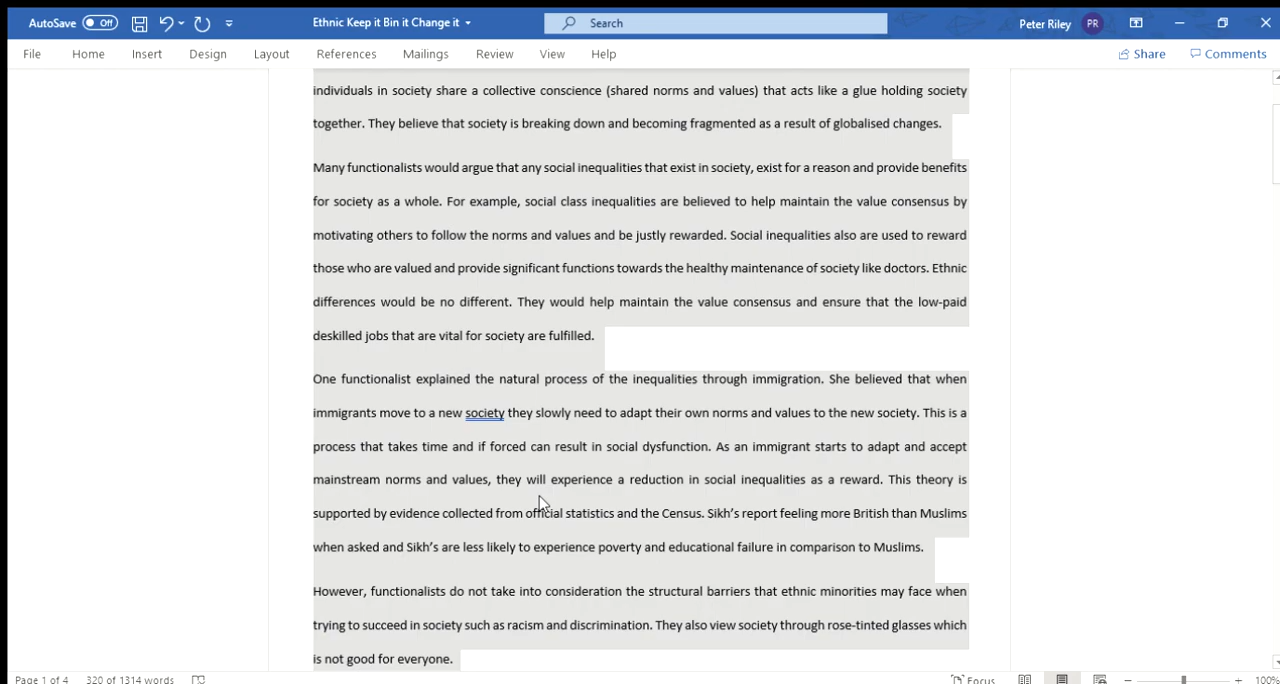 AutoSave Off Ethnic Keep it Bin it Change it Search Peter Riley PR
File Home Insert Design Layout References Mailings Review View Help Share Comments
individuals in society share a collective conscience (shared norms and values) that acts like a glue holding society
together. They believe that society is breaking down and becoming fragmented as a result of globalised changes.
Many functionalists would argue that any social inequalities that exist in society, exist for a reason and provide benefits
for society as a whole. For example, social class inequalities are believed to help maintain the value consensus by
motivating others to follow the norms and values and be justly rewarded. Social inequalities also are used to reward
those who are valued and provide significant functions towards the healthy maintenance of society like doctors. Ethnic
differences would be no different. They would help maintain the value consensus and ensure that the low-paid
deskilled jobs that are vital for society are fulfilled.
One functionalist explained the natural process of the inequalities through immigration. She believed that when
immigrants move to a new society they slowly need to adapt their own norms and values to the new society. This is a
process that takes time and if forced can result in social dysfunction. As an immigrant starts to adapt and accept
mainstream norms and values, they will experience a reduction in social inequalities as a reward. This theory is
supported by evidence collected from official statistics and the Census. Sikh's report feeling more British than Muslims
when asked and Sikh's are less likely to experience poverty and educational failure in comparison to Muslims.
However, functionalists do not take into consideration the structural barriers that ethnic minorities may face when
trying to succeed in society such as racism and discrimination. They also view society through rose-tinted glasses which
is not good for everyone.
Page 1 of 4 320 of 1314 words Focus 100%